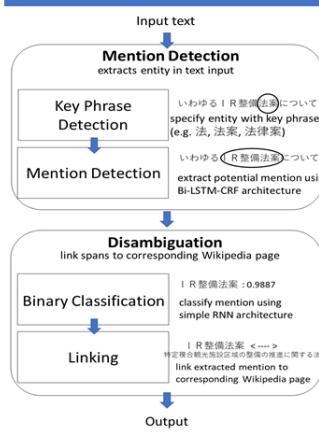 Input text
Mention Detection
extracts entity in text input
Key Phrase
Detection
いわゆるＩＲ整備法案について
specify entity with key phrase
(e.g. 法, 法案, 法律案)
Mention Detection
いわゆるＩＲ整備法案について
extract potential mention usi
Bi-LSTM-CRF architecture
Disambiguation
link spans to corresponding Wikipedia page
Binary Classification
ＩＲ整備法案 : 0.9887
classify mention using
simple RNN architecture
Linking
ＩＲ整備法案 <---->
特定複合観光施設区域の整備の推進に関する法
link extracted mention to
corresponding Wikipedia page
Output